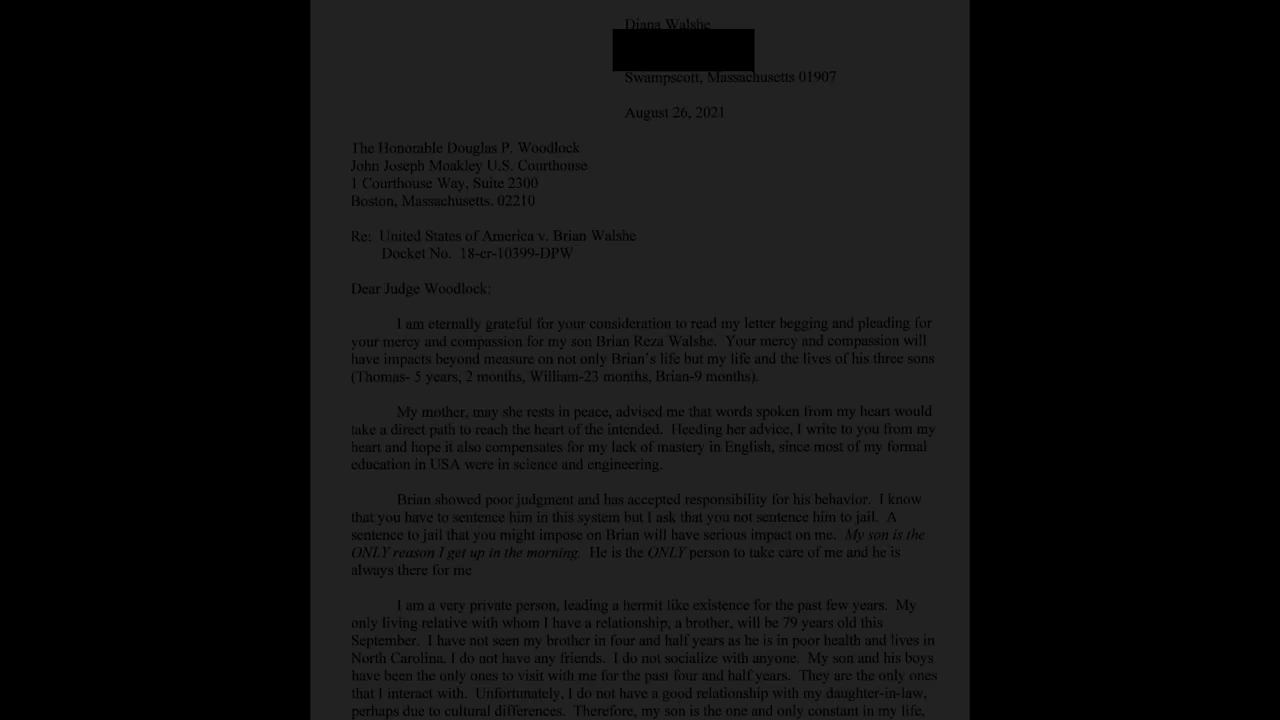 Diana Walshe
Swampscott, Massachusetts 01907
August 26, 2021
The Honorable Douglas P. Woodlock
John Joseph Moakley U.S. Courthouse
1 Courthouse Way, Suite 2300
Boston, Massachusetts. 02210
Re: United States of America v. Brian Walshe
Docket No. 18-cr-10399-DPW
Dear Judge Woodlock:
I am eternally grateful for your consideration to read my letter begging and pleading for
your mercy and compassion for my son Brian Reza Walshe. Your mercy and compassion will
have impacts beyond measure on not only Brian's life but my life and the lives of his three sons
(Thomas- 5 years, 2 months, William-23 months, Brian-9 months).
My mother, may she rests in peace, advised me that words spoken from my heart would
take a direct path to reach the heart of the intended. Heeding her advice, I write to you from my
heart and hope it also compensates for my lack of mastery in English, since most of my formal
education in USA were in science and engineering.
Brian showed poor judgment and has accepted responsibility for his behavior. I know
that you have to sentence him in this system but I ask that you not sentence him to jail. A
sentence to jail that you might impose on Brian will have serious impact on me. My son is the
ONLY reason I get up in the morning. He is the ONLY person to take care of me and he is
always there for me
I am a very private person, leading a hermit like existence for the past few years. My
only living relative with whom I have a relationship, a brother, will be 79 years old this
September. I have not seen my brother in four and half years as he is in poor health and lives in
North Carolina. I do not have any friends. I do not socialize with anyone. My son and his boys
have been the only ones to visit with me for the past four and half years. They are the only ones
that I interact with. Unfortunately, I do not have a good relationship with my daughter-in-law,
perhaps due to cultural differences. Therefore, my son is the one and only constant in my life,